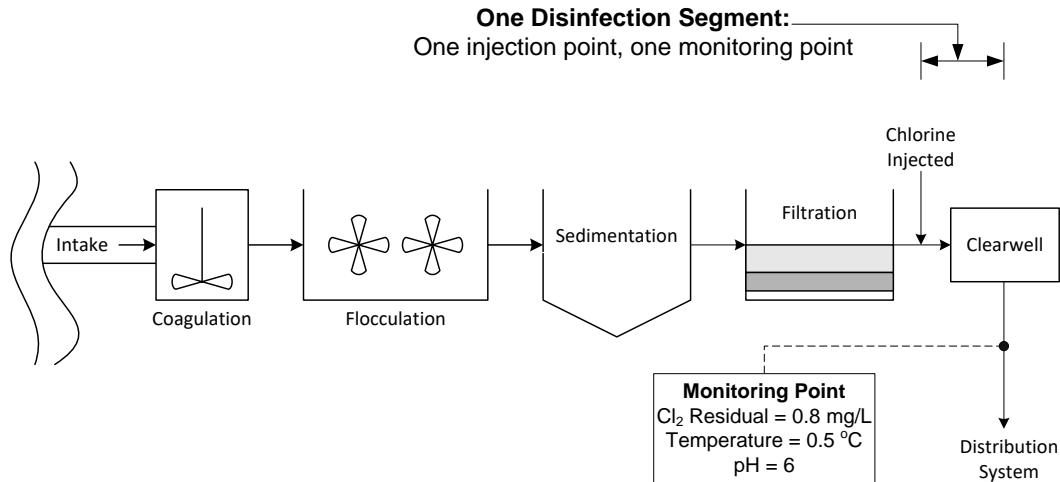 One Disinfection Segment:
One injection point, one monitoring point
Chlorine
Injected
Intake
Coagulation
Flocculation
Sedimentation
Filtration
Clearwell
Monitoring Point
Cl₂ Residual = 0.8 mg/L
Temperature = 0.5 °C
pH = 6
Distribution
System